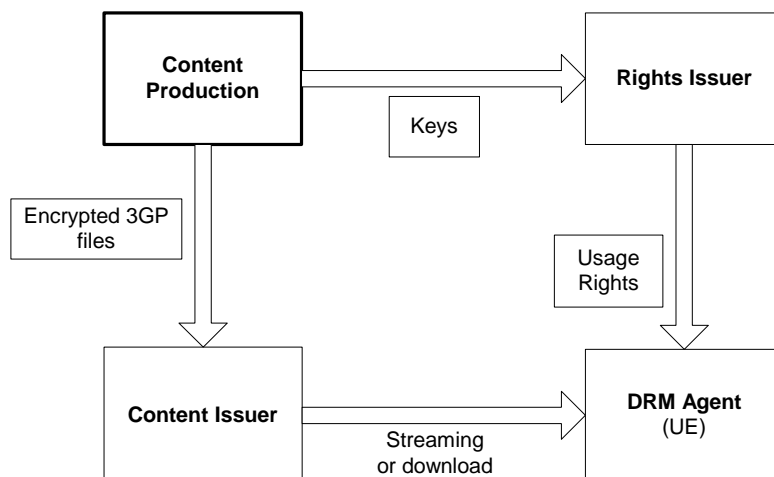 Content
Production
Rights Issuer
Keys
Encrypted 3GP
files
Usage
Rights
Content Issuer
DRM Agent
(UE)
Streaming
or download